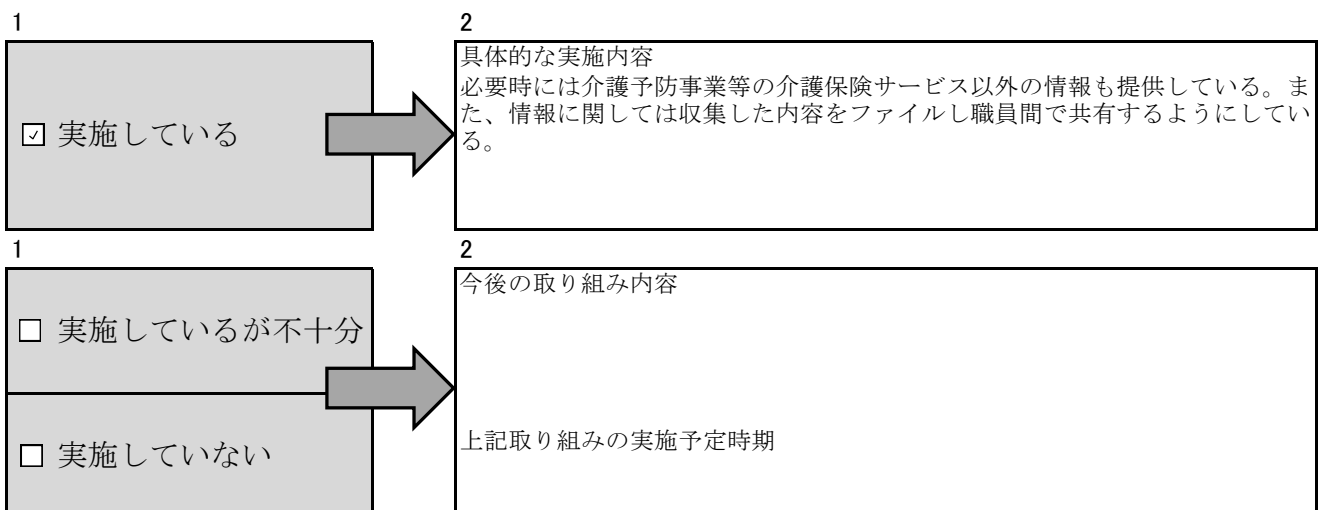 1
2
☑ 実施している
具体的な実施内容
必要時には介護予防事業等の介護保険サービス以外の情報も提供している。ま
た、情報に関しては収集した内容をファイルし職員間で共有するようにしてい
る。
1
2
☐ 実施しているが不十分
今後の取り組み内容
☐ 実施していない
上記取り組みの実施予定時期